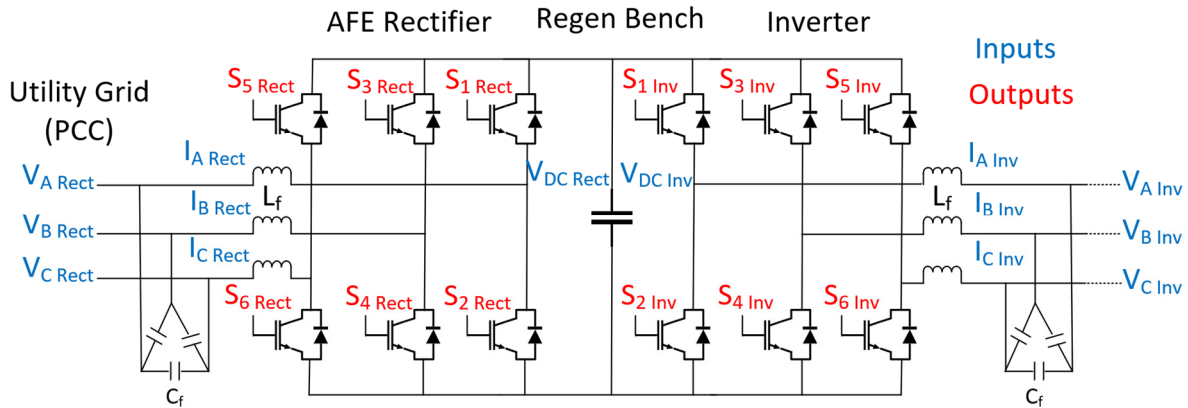 AFE Rectifier Regen Bench Inverter
Inputs
Outputs
Utility Grid
(PCC)
S5 Rect S3 Rect S1 Rect S1 Inv S3 Inv S5 Inv
IA Rect IA Inv
VA Rect VDC Rect VDC Inv VA Inv
Lf Lf
IB Rect IB Inv
VB Rect VB Inv
IC Rect IC Inv
VC Rect VC Inv
S6 Rect S4 Rect S2 Rect S2 Inv S4 Inv S6 Inv
Cf Cf